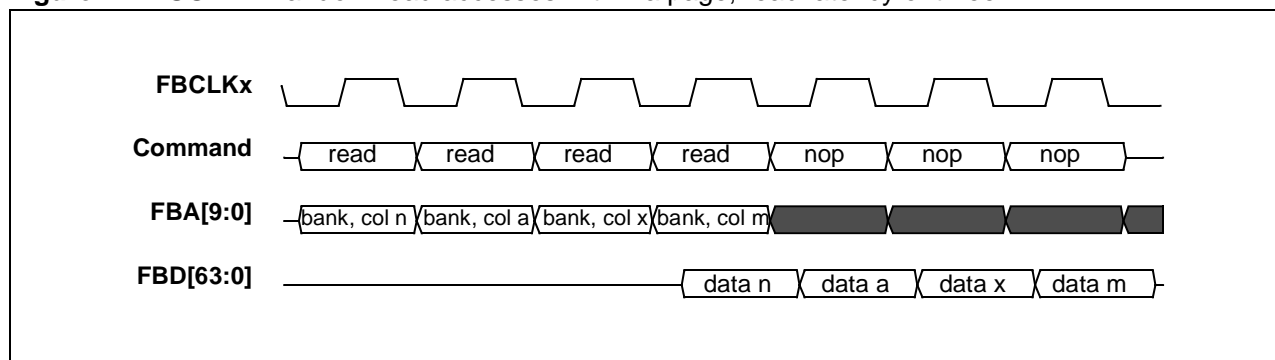 FBCLKx
Command read read read read nop nop nop
FBA[9:0] bank, col n bank, col a bank, col x bank, col m
FBD[63:0] data n data a data x data m